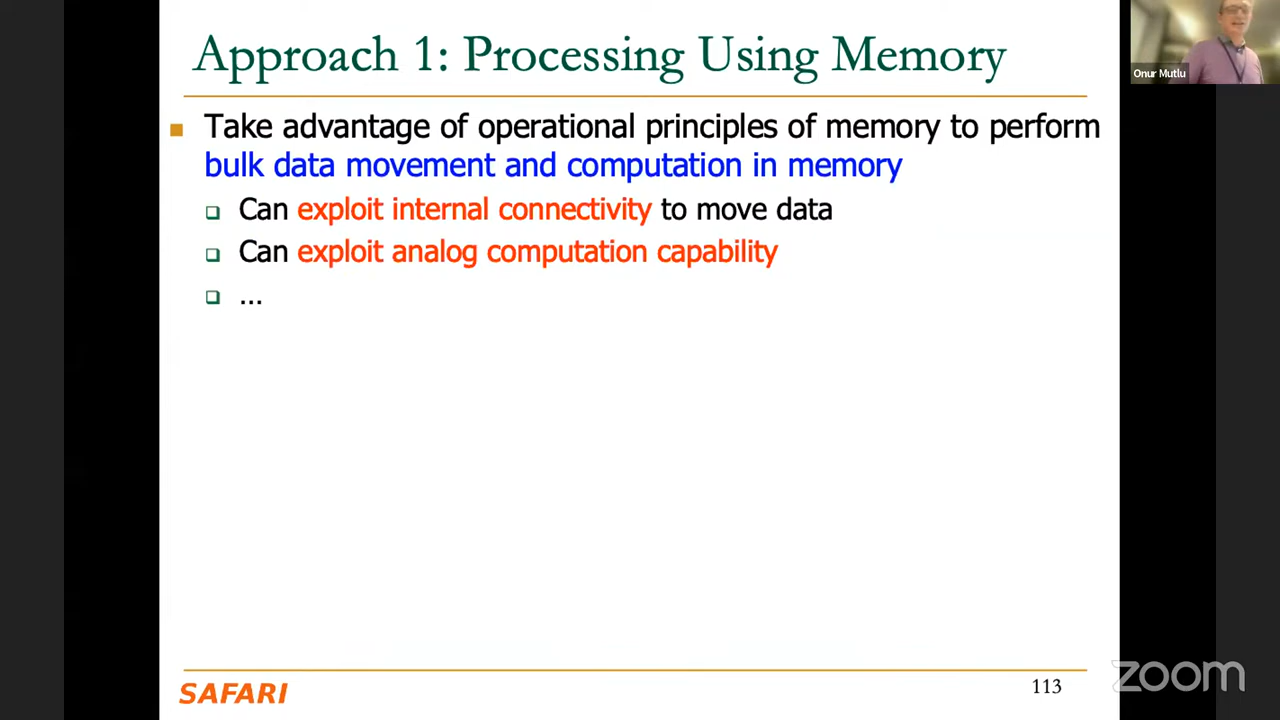 Approach 1: Processing Using Memory
Onur Mutlu
Take advantage of operational principles of memory to perform
bulk data movement and computation in memory
Can exploit internal connectivity to move data
Can exploit analog computation capability
...
SAFARI
113
zoom